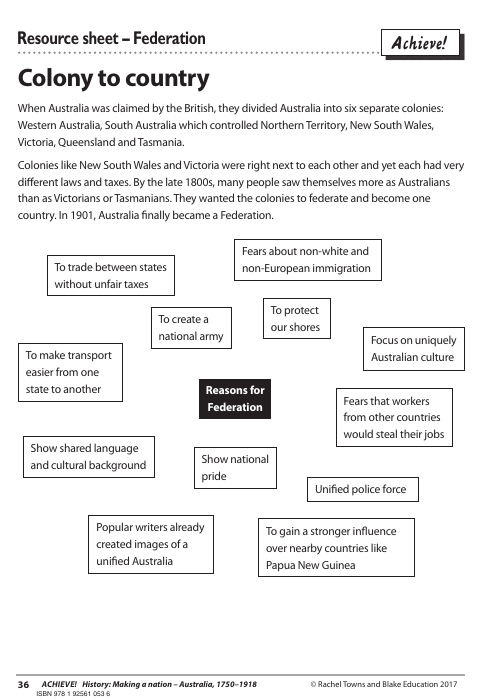 Resource sheet – Federation
Achieve!
Colony to country
When Australia was claimed by the British, they divided Australia into six separate colonies:
Western Australia, South Australia which controlled Northern Territory, New South Wales,
Victoria, Queensland and Tasmania.
Colonies like New South Wales and Victoria were right next to each other and yet each had very
different laws and taxes. By the late 1800s, many people saw themselves more as Australians
than as Victorians or Tasmanians. They wanted the colonies to federate and become one
country. In 1901, Australia finally became a Federation.
Fears about non-white and
non-European immigration
To trade between states
without unfair taxes
To protect
our shores
To create a
national army
Focus on uniquely
Australian culture
To make transport
easier from one
state to another
Reasons for
Federation
Fears that workers
from other countries
would steal their jobs
Show shared language
and cultural background
Show national
pride
Unified police force
Popular writers already
created images of a
unified Australia
To gain a stronger influence
over nearby countries like
Papua New Guinea
36 ACHIEVE! History: Making a nation – Australia, 1750–1918 © Rachel Towns and Blake Education 2017
ISBN 978 1 92561 053 6